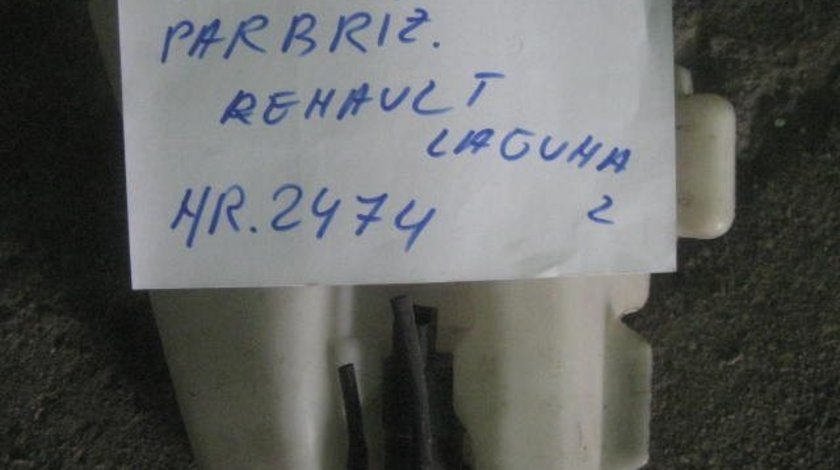 PARBRIZ.
RENAULT
LAGUNA
2
NR. 2474